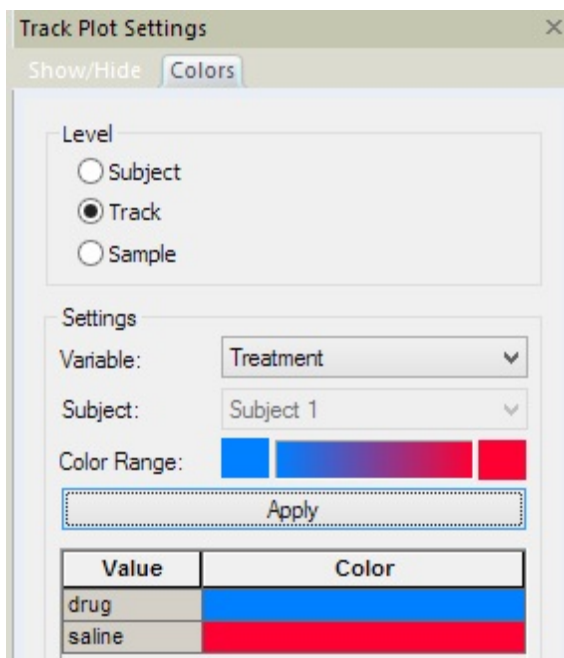 Track Plot Settings
Show/Hide Colors
Level
Subject
Track
Sample
Settings
Variable: Treatment
Subject: Subject 1
Color Range:
Apply
Value Color
drug
saline